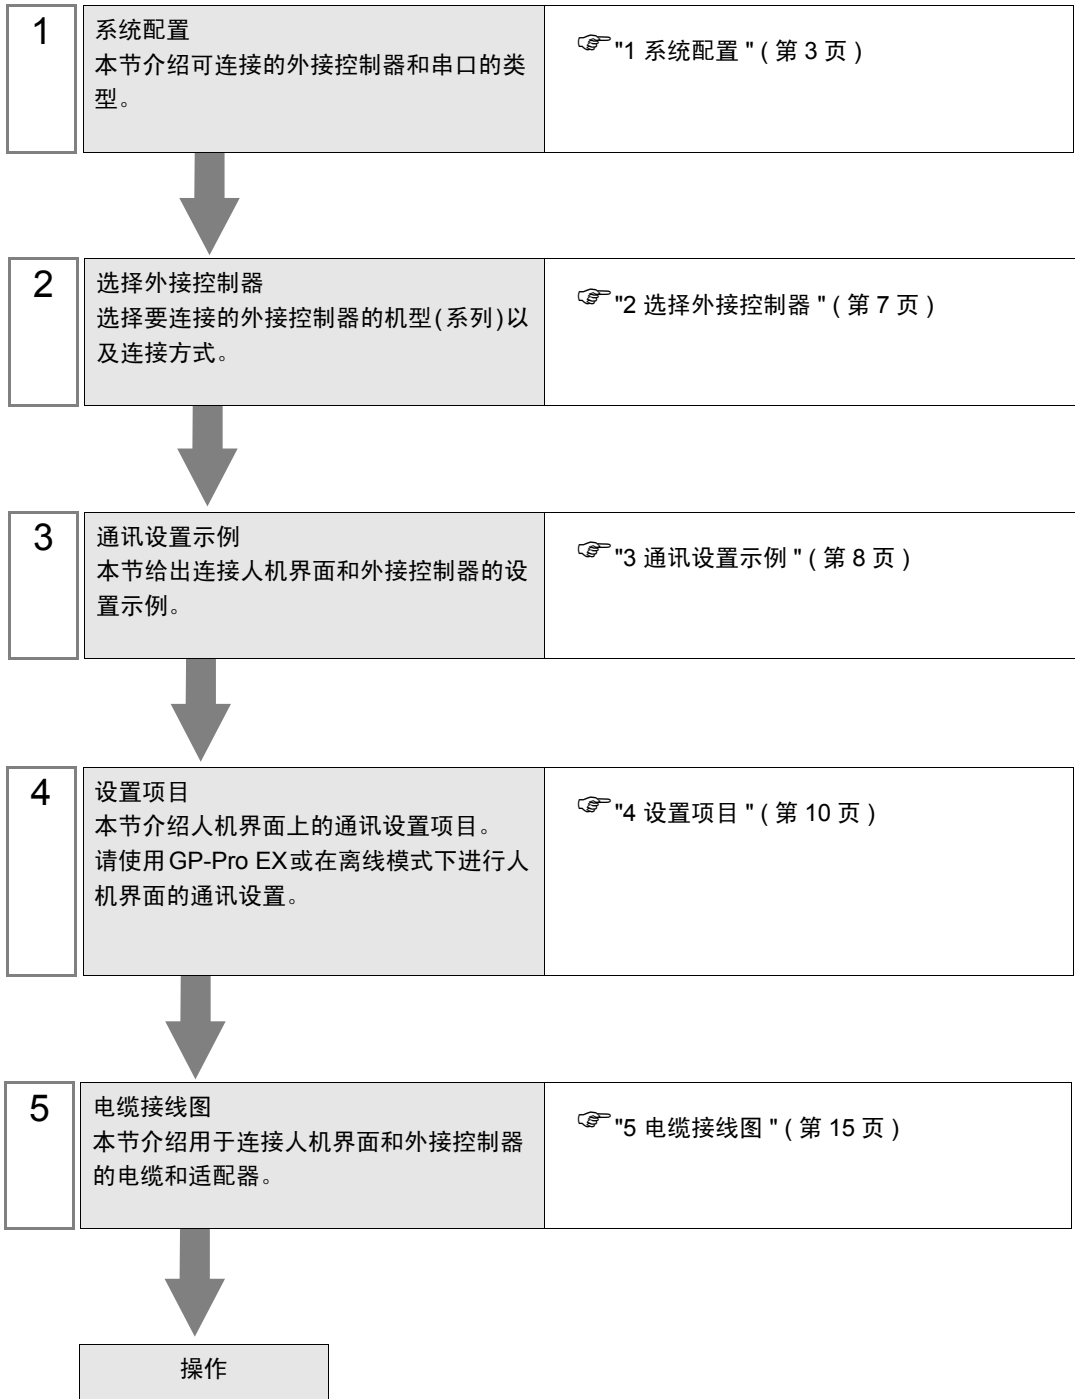 1
系统配置
本节介绍可连接的外接控制器和串口的类
型。
☞"1 系统配置 " ( 第 3 页 )
2
选择外接控制器
选择要连接的外接控制器的机型(系列)以
及连接方式。
☞"2 选择外接控制器 " ( 第 7 页 )
3
通讯设置示例
本节给出连接人机界面和外接控制器的设
置示例。
☞"3 通讯设置示例 " ( 第 8 页 )
4
设置项目
本节介绍人机界面上的通讯设置项目。
请使用GP-Pro EX或在离线模式下进行人
机界面的通讯设置。
☞"4 设置项目 " ( 第 10 页 )
5
电缆接线图
本节介绍用于连接人机界面和外接控制器
的电缆和适配器。
☞"5 电缆接线图 " ( 第 15 页 )
操作